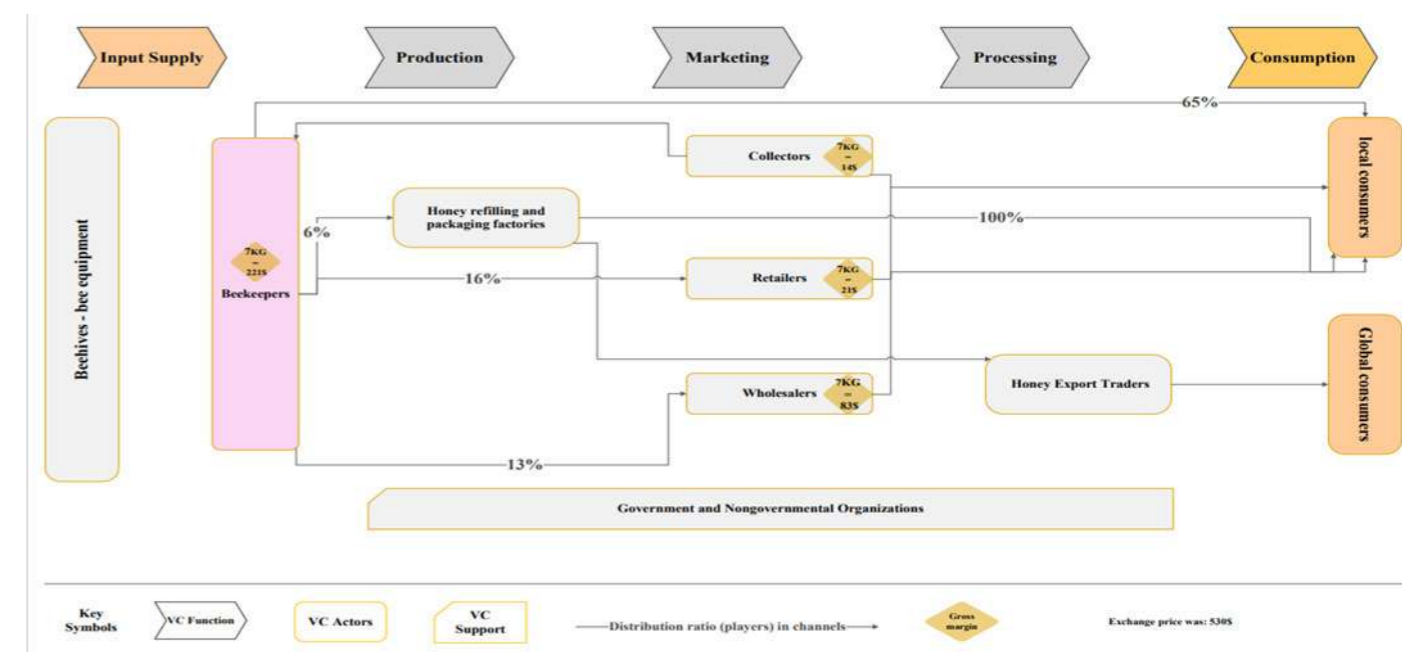 Input Supply
Production
Marketing
Processing
Consumption
65%
Beehives - bee equipment
7KG
=
221$
Beekeepers
6%
Honey refilling and
packaging factories
16%
13%
Collectors
7KG
=
14$
Retailers
7KG
=
21$
Wholesalers
7KG
=
83$
100%
Honey Export Traders
local consumers
Global consumers
Government and Nongovernmental Organizations
Key
Symbols
VC Function
VC Actors
VC
Support
Distribution ratio (players) in channels
Gross
margin
Exchange price was: 530$